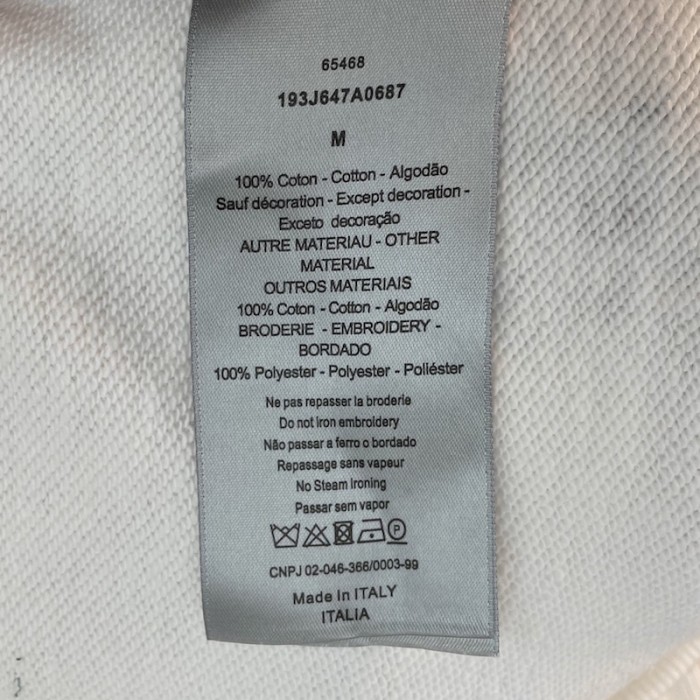 65468
193J647A0687
M
100% Coton - Cotton - Algodão
Sauf décoration - Except decoration -
Exceto decoração
AUTRE MATERIAU - OTHER
MATERIAL
OUTROS MATERIAIS
100% Coton - Cotton - Algodão
BRODERIE - EMBROIDERY -
BORDADO
100% Polyester - Polyester - Poliéster
Ne pas repasser la broderie
Do not iron embroidery
Não passar a ferro o bordado
Repassage sans vapeur
No Steam Ironing
Passar sem vapor
P
CNPJ 02-046-366/0003-99
Made in ITALY
ITALIA